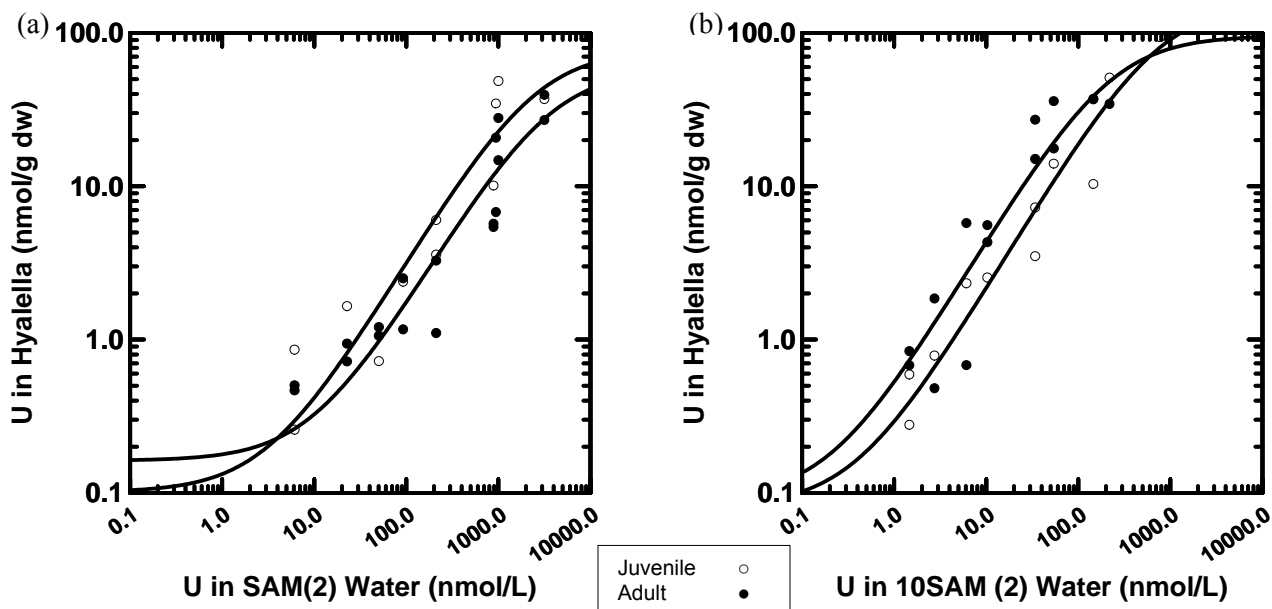 (a)
U in Hyalella (nmol/g dw)
100.0
10.0
1.0
0.1
0.1 1.0 10.0 100.0 1000.0 10000.0
U in SAM(2) Water (nmol/L)
(b)
U in Hyalella (nmol/g dw)
100.0
10.0
1.0
0.1
0.1 1.0 10.0 100.0 1000.0 10000.0
U in 10SAM (2) Water (nmol/L)
Juvenile
Adult